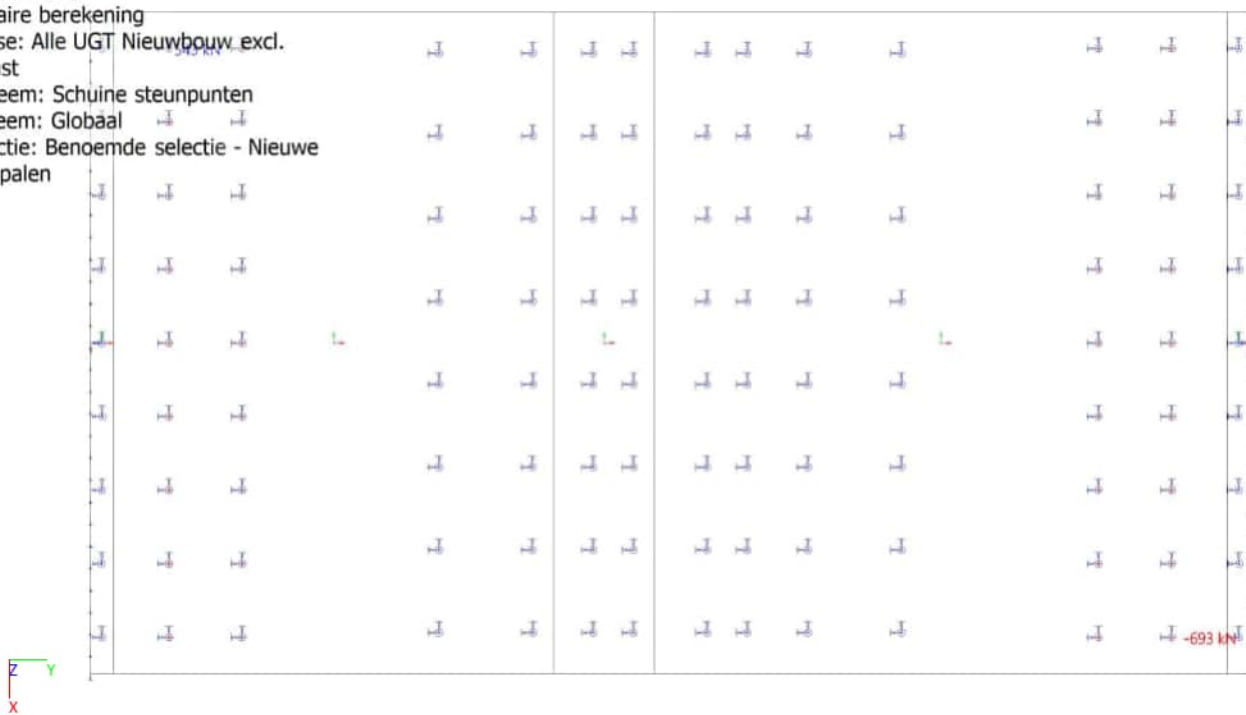 aire berekening
se: Alle UGT Nieuwbouw excl.
st
eem: Schuine steunpunten
eem: Globaal
ctie: Benoemde selectie - Nieuwe
palen
-693 kN
Z Y
X